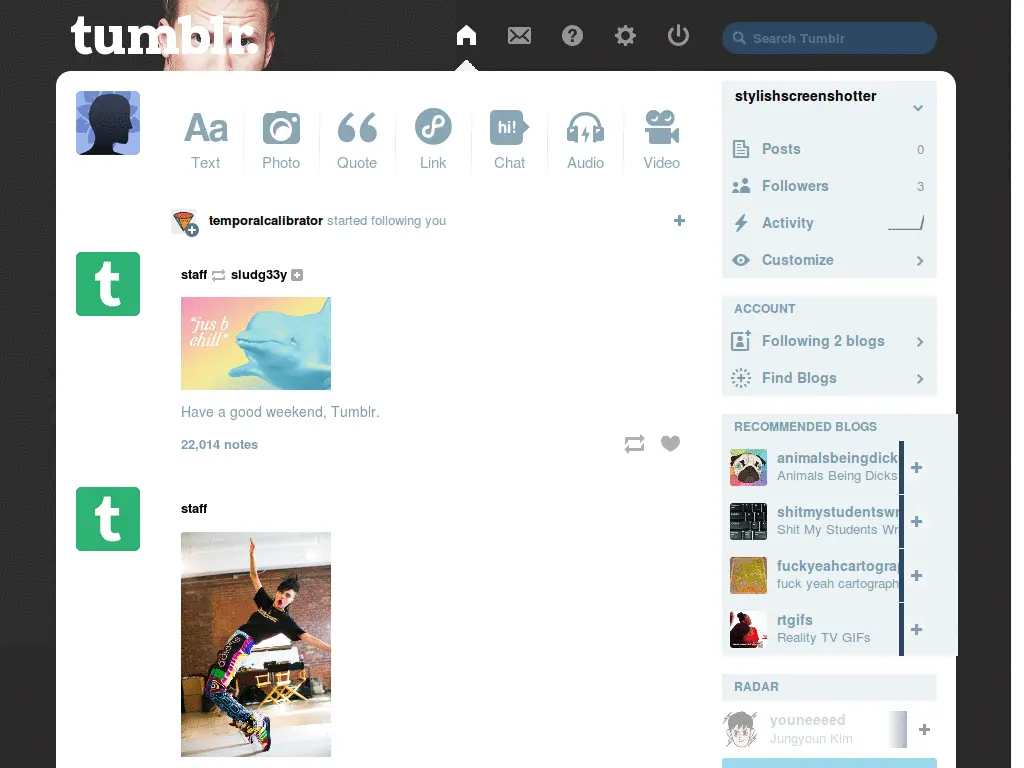 tumblr.
Search Tumblr
Aa
hi!
Text
Photo
Quote
Link
Chat
Audio
Video
temporalcalibrator started following you
staff sludg33y
"jus b
chill"
Have a good weekend, Tumblr.
22,014 notes
t
t
staff
stylishscreenshotter
Posts 0
Followers 3
Activity
Customize
ACCOUNT
Following 2 blogs
Find Blogs
RECOMMENDED BLOGS
animalsbeingdick
Animals Being Dicks
shitmystudentswr
Shit My Students Wr
fuckyeahcartograp
fuck yeah cartograph
rtgifs
Reality TV GIFs
RADAR
youneeeed
Jungyoun Kim